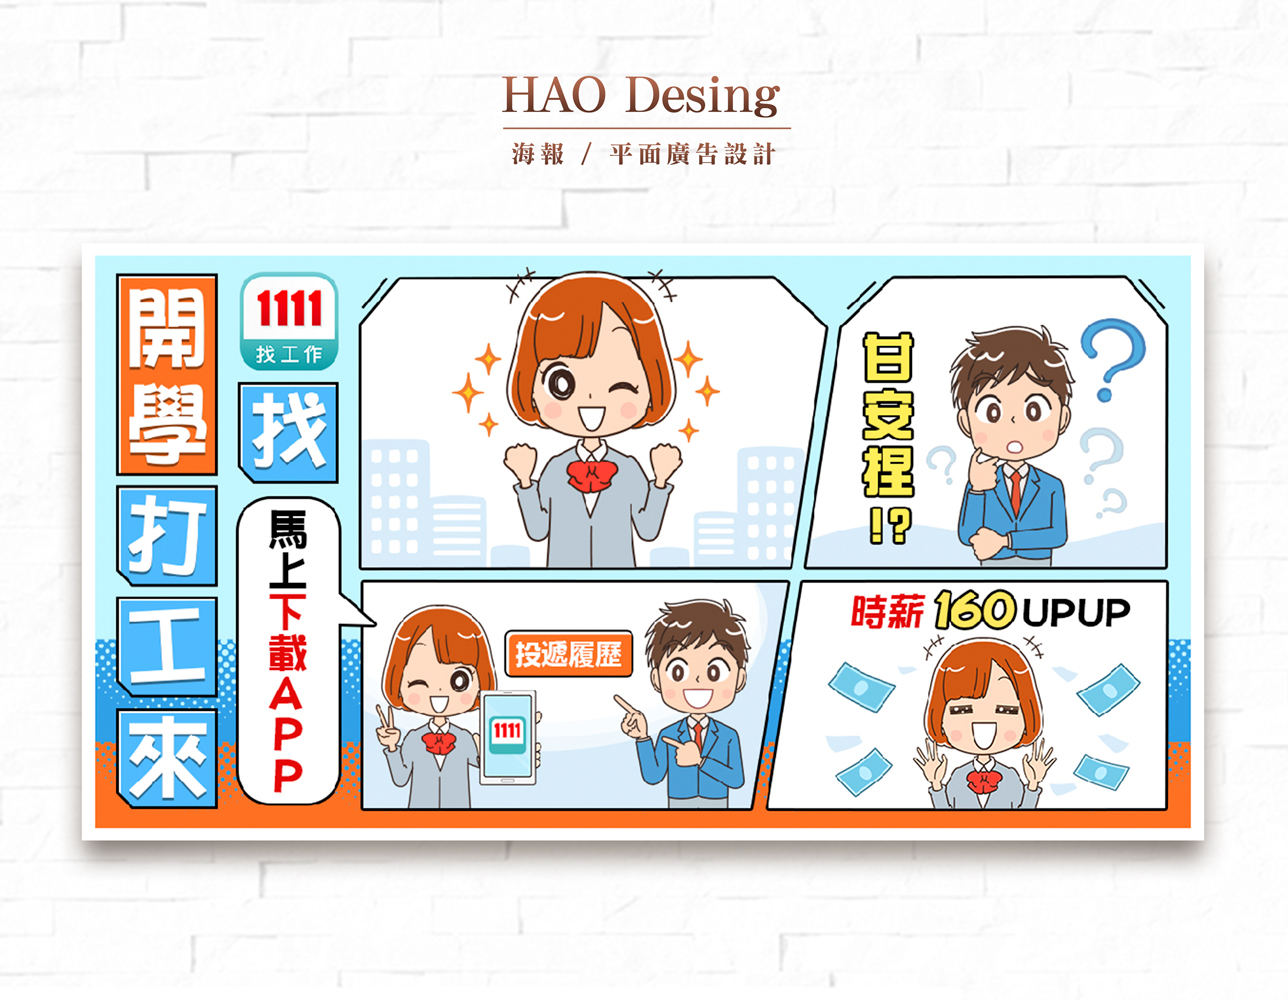 HAO Desing
海報 / 平面廣告設計
開學
打工來
1111
找工作
找
馬上下載APP
甘安捏!?
投遞履歷
1111
時薪160UPUP